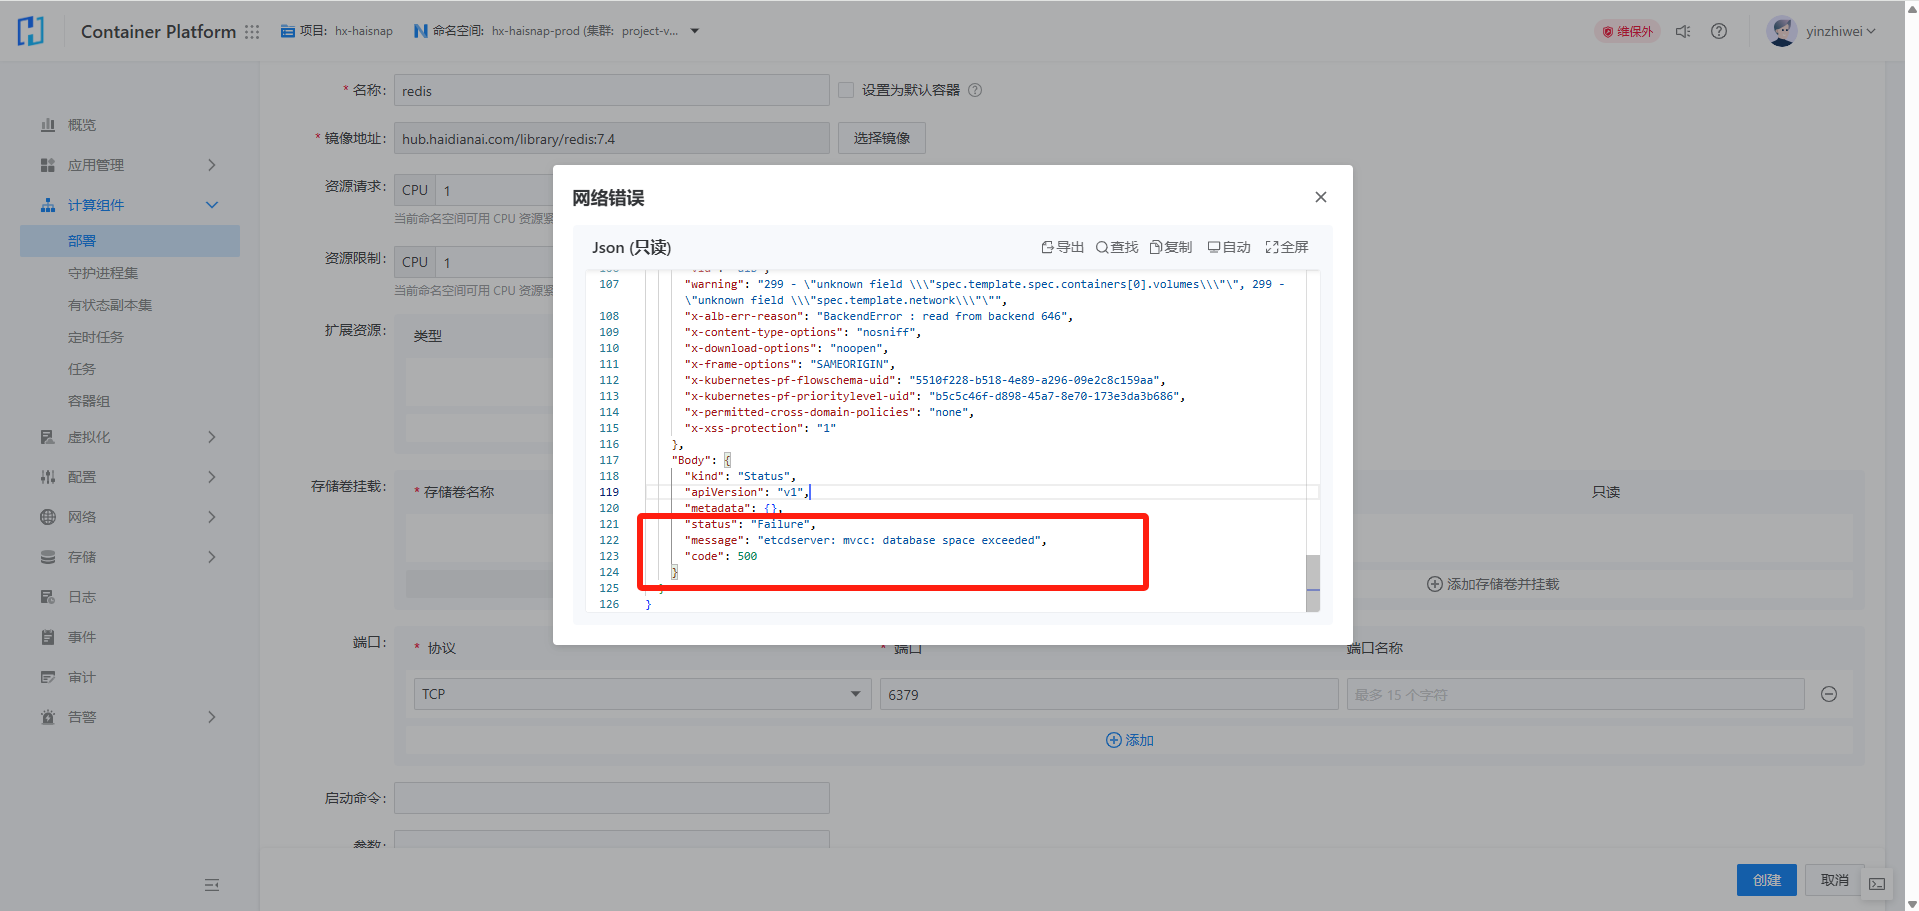 Container Platform
项目: hx-haisnap
命名空间: hx-haisnap-prod (集群: project-v...
维保外
yinzhiwei
概览
应用管理
计算组件
部署
守护进程集
有状态副本集
定时任务
任务
容器组
虚拟化
配置
网络
存储
日志
事件
审计
告警
* 名称: redis
设置为默认容器
* 镜像地址: hub.haidianai.com/library/redis:7.4
选择镜像
资源请求: CPU 1
当前命名空间可用 CPU 资源
资源限制: CPU 1
当前命名空间可用 CPU 资源
扩展资源: 类型
存储卷挂载: * 存储卷名称
只读
添加存储卷并挂载
端口: * 协议 * 端口 端口名称
TCP 6379 最多 15 个字符
添加
启动命令:
参数:
创建 取消
网络错误
Json (只读) 导出 查找 复制 自动 全屏
107 "warning": "299 - \"unknown field \\\"spec.template.spec.containers[0].volumes\\\"\", 299 -
\"unknown field \\\"spec.template.network\\\"\"",
108 "x-alb-err-reason": "BackendError : read from backend 646",
109 "x-content-type-options": "nosniff",
110 "x-download-options": "noopen",
111 "x-frame-options": "SAMEORIGIN",
112 "x-kubernetes-pf-flowschema-uid": "5510f228-b518-4e89-a296-09e2c8c159aa",
113 "x-kubernetes-pf-prioritylevel-uid": "b5c5c46f-d898-45a7-8e70-173e3da3b686",
114 "x-permitted-cross-domain-policies": "none",
115 "x-xss-protection": "1"
116 },
117 "Body": {
118 "kind": "Status",
119 "apiVersion": "v1",
120 "metadata": {},
121 "status": "Failure",
122 "message": "etcdserver: mvcc: database space exceeded",
123 "code": 500
124 }
125 }
126 }